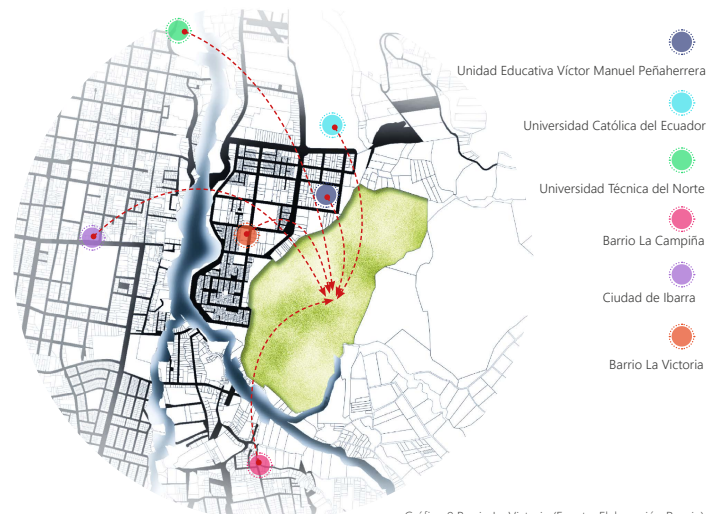 Unidad Educativa Víctor Manuel Peñaherrera
Universidad Católica del Ecuador
Universidad Técnica del Norte
Barrio La Campiña
Ciudad de Ibarra
Barrio La Victoria